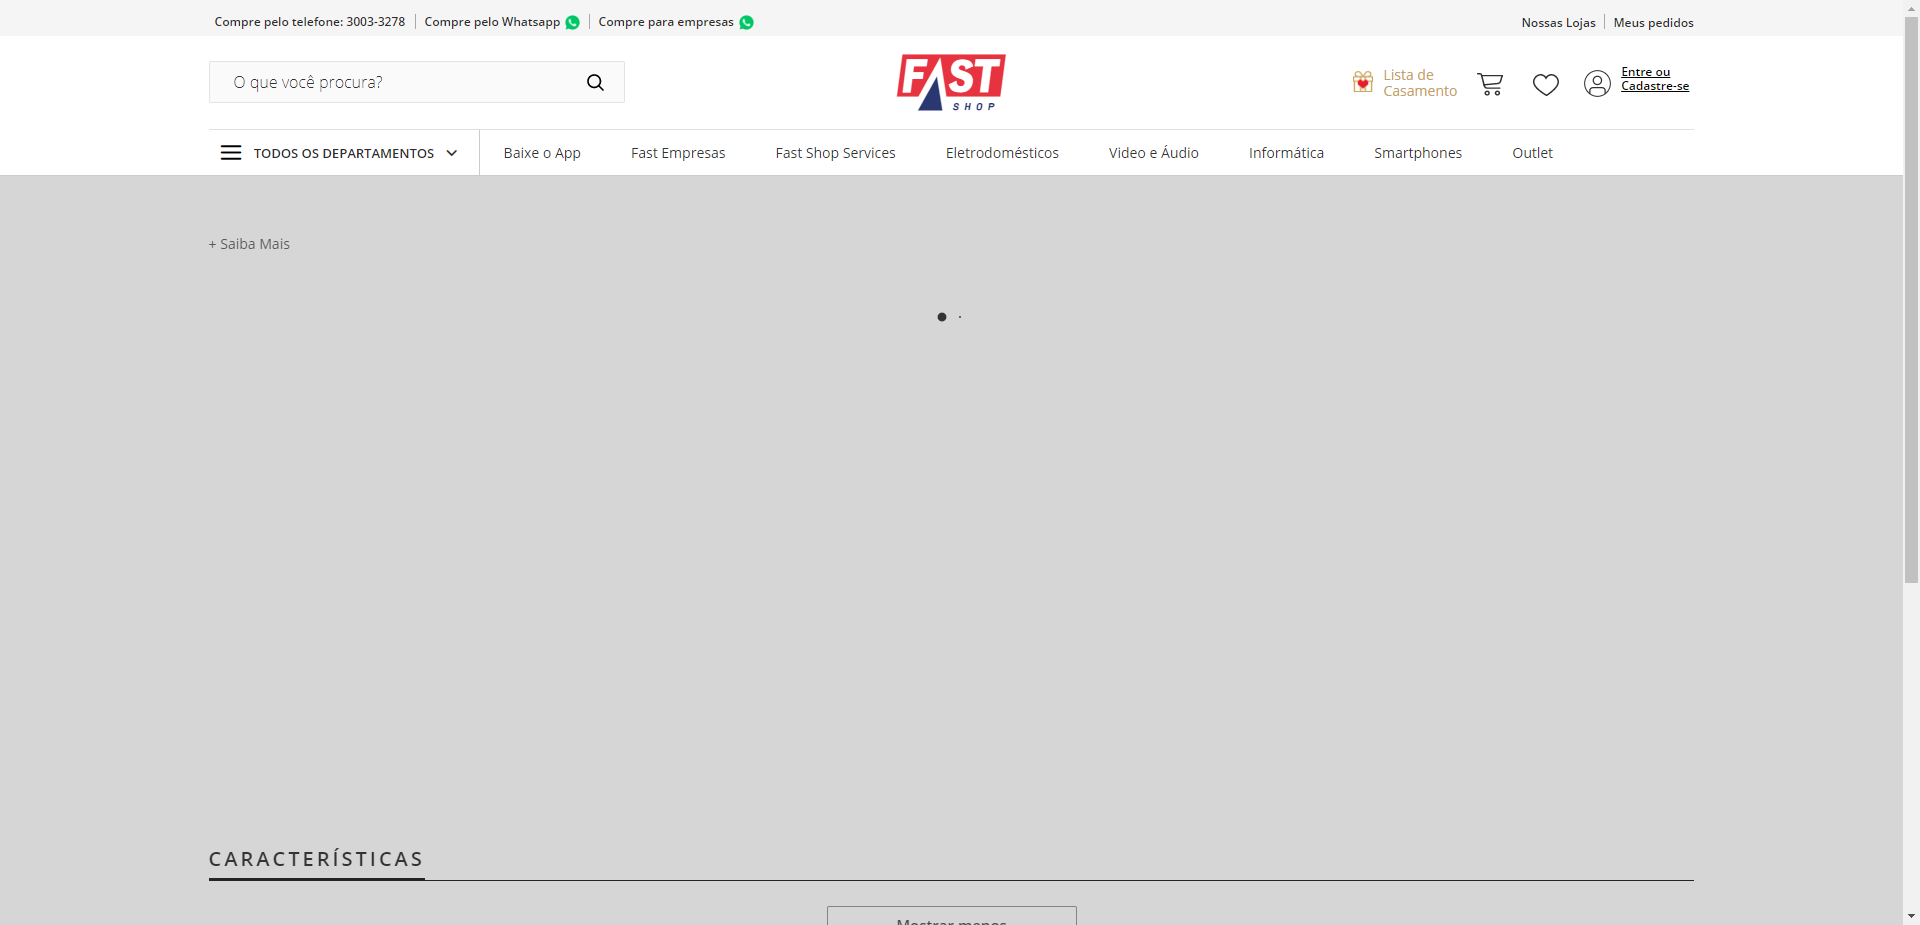 Compre pelo telefone: 3003-3278
Compre pelo Whatsapp
Compre para empresas
Nossas Lojas
Meus pedidos
O que você procura?
FAST
SHOP
Lista de
Casamento
Entre ou
Cadastre-se
TODOS OS DEPARTAMENTOS
Baixe o App
Fast Empresas
Fast Shop Services
Eletrodomésticos
Video e Áudio
Informática
Smartphones
Outlet
+ Saiba Mais
CARACTERÍSTICAS
Mostrar menos